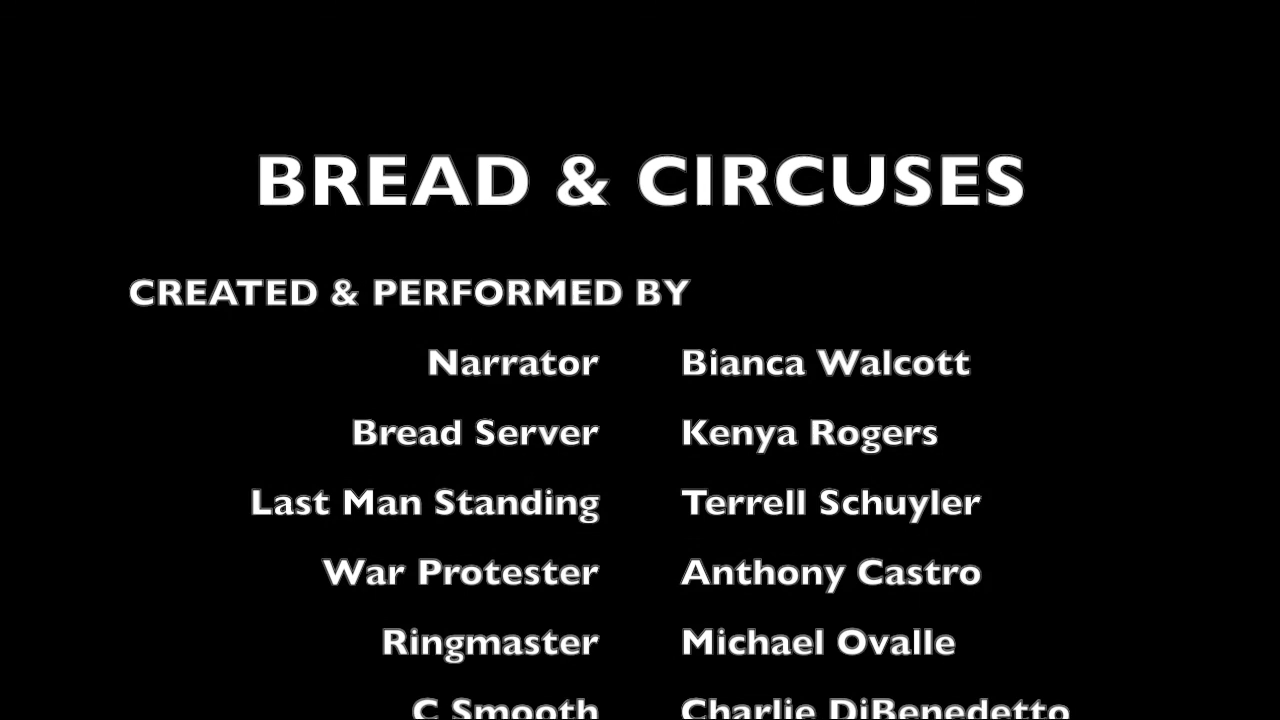 BREAD & CIRCUSES
CREATED & PERFORMED BY
Narrator Bianca Walcott
Bread Server Kenya Rogers
Last Man Standing Terrell Schuyler
War Protester Anthony Castro
Ringmaster Michael Ovalle
C Smooth Charlie DiBenedetto